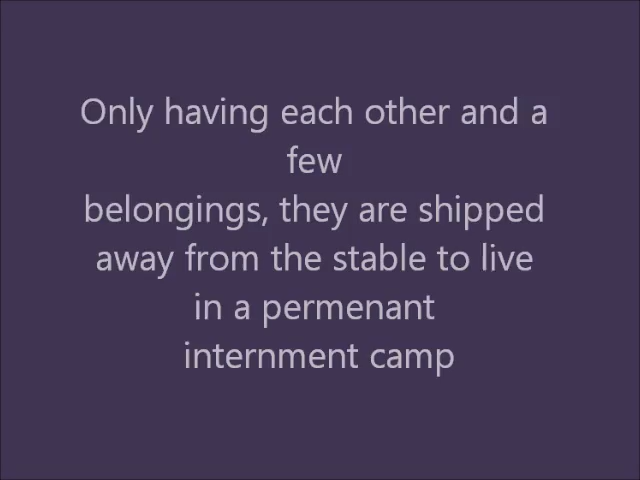 Only having each other and a
few
belongings, they are shipped
away from the stable to live
in a permenant
internment camp